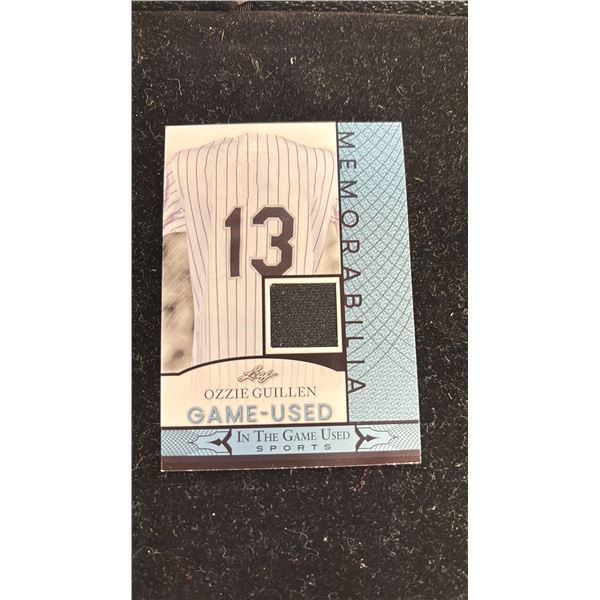 MEMORABILIA
13
Leaf
OZZIE GUILLEN
GAME-USED
IN THE GAME USED
SPORTS